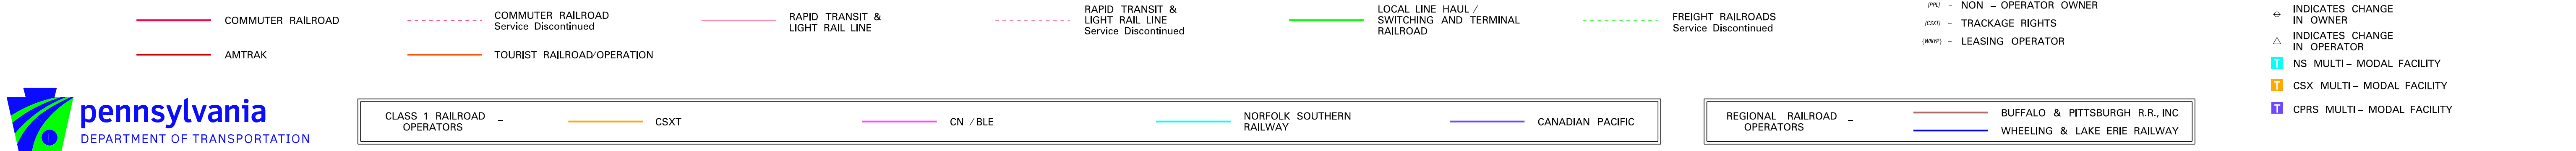 COMMUTER RAILROAD
COMMUTER RAILROAD
Service Discontinued
RAPID TRANSIT &
LIGHT RAIL LINE
RAPID TRANSIT &
LIGHT RAIL LINE
Service Discontinued
LOCAL LINE HAUL /
SWITCHING AND TERMINAL
RAILROAD
FREIGHT RAILROADS
Service Discontinued
(PPL) - NON - OPERATOR OWNER
(CSXT) - TRACKAGE RIGHTS
(WNYP) - LEASING OPERATOR
INDICATES CHANGE
IN OWNER
INDICATES CHANGE
IN OPERATOR
T NS MULTI - MODAL FACILITY
T CSX MULTI - MODAL FACILITY
T CPRS MULTI - MODAL FACILITY
AMTRAK
TOURIST RAILROAD/OPERATION
pennsylvania
DEPARTMENT OF TRANSPORTATION
CLASS 1 RAILROAD
OPERATORS -
CSXT
CN / BLE
NORFOLK SOUTHERN
RAILWAY
CANADIAN PACIFIC
REGIONAL RAILROAD
OPERATORS -
BUFFALO & PITTSBURGH R.R., INC
WHEELING & LAKE ERIE RAILWAY